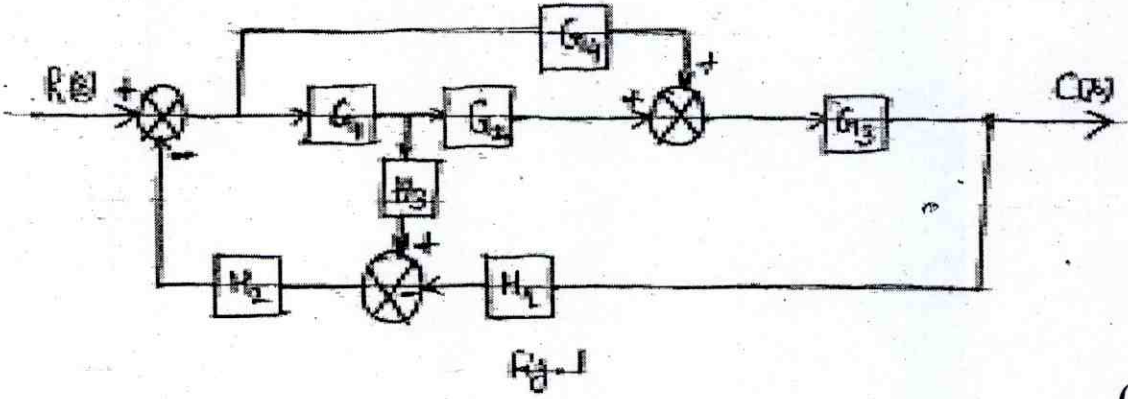 G4
R(s) + + C(s)
+
G1 G2 G3
-
H3
+
H2 - H1
Fig-1